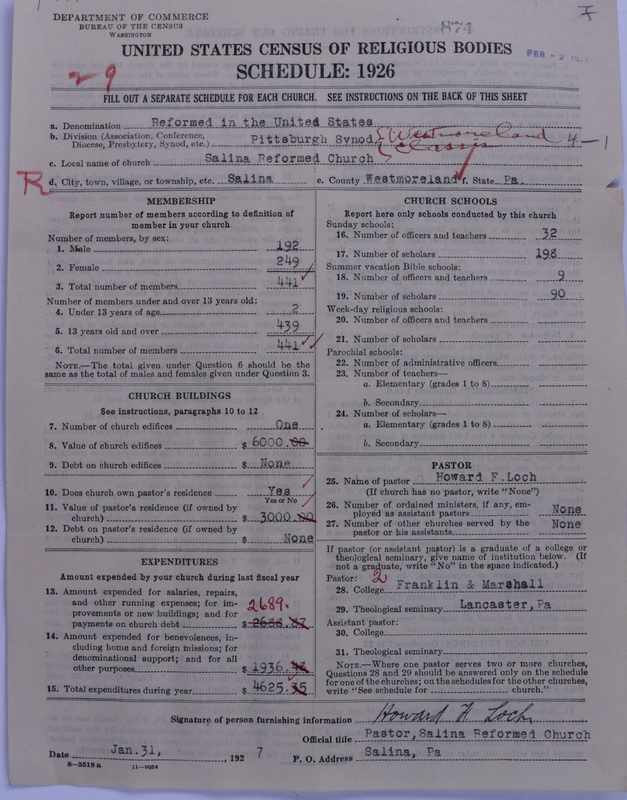 DEPARTMENT OF COMMERCE
BUREAU OF THE CENSUS
WASHINGTON
874
FEB - 2 192
UNITED STATES CENSUS OF RELIGIOUS BODIES
29
SCHEDULE: 1926
FILL OUT A SEPARATE SCHEDULE FOR EACH CHURCH. SEE INSTRUCTIONS ON THE BACK OF THIS SHEET
a. Denomination Reformed in the United States
b. Division (Association, Conference, Diocese, Presbytery, Synod, etc.) Pittsburgh Synod, Westmoreland Classis 4-1
c. Local name of church Salina Reformed Church
R d. City, town, village, or township, etc. Salina e. County Westmoreland f. State Pa.
MEMBERSHIP
Report number of members according to definition of member in your church
Number of members, by sex:
1. Male 192
2. Female 249
3. Total number of members 441
Number of members under and over 13 years old:
4. Under 13 years of age 2
5. 13 years old and over 439
6. Total number of members 441
NOTE.—The total given under Question 6 should be the same as the total of males and females given under Question 3.
CHURCH BUILDINGS
See instructions, paragraphs 10 to 12
7. Number of church edifices One
8. Value of church edifices $ 6000.00
9. Debt on church edifices $ None
10. Does church own pastor's residence Yes
Yes or No
11. Value of pastor's residence (if owned by church) $ 3000.00
12. Debt on pastor's residence (if owned by church) $ None
EXPENDITURES
Amount expended by your church during last fiscal year
13. Amount expended for salaries, repairs, and other running expenses; for improvements or new buildings; and for payments on church debt 2689. $ 2688.87
14. Amount expended for benevolences, including home and foreign missions; for denominational support; and for all other purposes $ 1936.
15. Total expenditures during year $ 4625.
CHURCH SCHOOLS
Report here only schools conducted by this church
Sunday schools:
16. Number of officers and teachers 32
17. Number of scholars 198
Summer vacation Bible schools:
18. Number of officers and teachers 9
19. Number of scholars 90
Week-day religious schools:
20. Number of officers and teachers
21. Number of scholars
Parochial schools:
22. Number of administrative officers
23. Number of teachers—
a. Elementary (grades 1 to 8)
b. Secondary
24. Number of scholars—
a. Elementary (grades 1 to 8)
b. Secondary
PASTOR
25. Name of pastor Howard F. Loch
(If church has no pastor, write "None")
26. Number of ordained ministers, if any, employed as assistant pastors None
27. Number of other churches served by the pastor or his assistants None
If pastor (or assistant pastor) is a graduate of a college or theological seminary, give name of institution below. (If not a graduate, write "No" in the space indicated.)
Pastor: 2
28. College Franklin & Marshall
29. Theological seminary Lancaster, Pa
Assistant pastor:
30. College
31. Theological seminary
NOTE.—Where one pastor serves two or more churches, Questions 28 and 29 should be answered only on the schedule for one of the churches; on the schedules for the other churches, write "See schedule for church."
Signature of person furnishing information Howard F. Loch
Official title Pastor, Salina Reformed Church
Date Jan. 31, 1927 P. O. Address Salina, Pa
8-5518a 11-9054